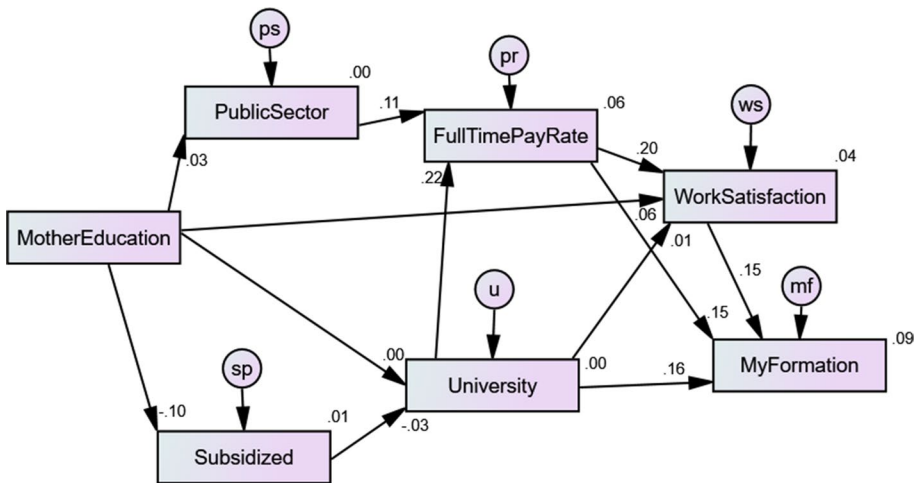 ps
.00
PublicSector
.11
pr
.06
FullTimePayRate
ws
.04
WorkSatisfaction
.20
.03
.22
MotherEducation
.06
.01
.15
u
mf
.15
.09
MyFormation
.00
.00
University
.16
sp
-.10
.01
-.03
Subsidized